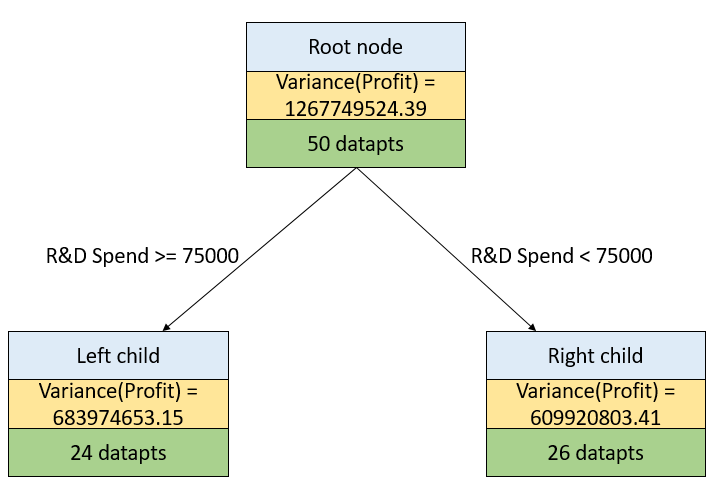 Root node
Variance(Profit) =
1267749524.39
50 datapts
R&D Spend >= 75000
R&D Spend < 75000
Left child
Variance(Profit) =
683974653.15
24 datapts
Right child
Variance(Profit) =
609920803.41
26 datapts